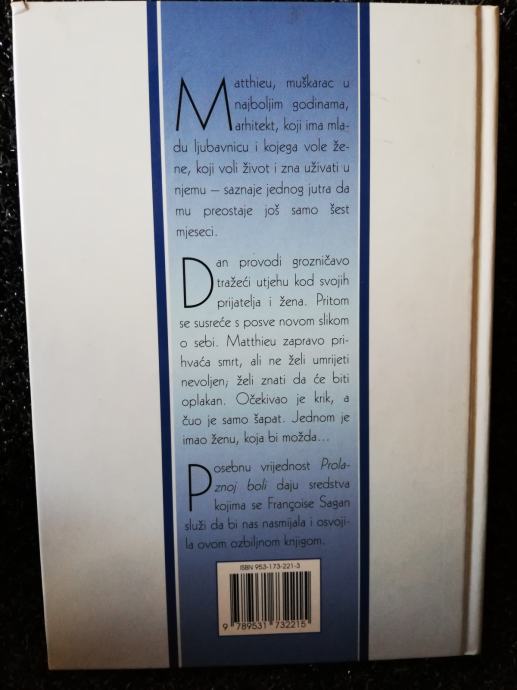 Matthieu, muškarac u
najboljim godinama,
arhitekt, koji ima mla-
du ljubavnicu i kojega vole že-
ne, koji voli život i zna uživati u
njemu – saznaje jednog jutra da
mu preostaje još samo šest
mjeseci.
Dan provodi grozničavo
tražeći utjehu kod svojih
prijatelja i žena. Pritom
se susreće s posve novom slikom
o sebi. Matthieu zapravo pri-
hvaća smrt, ali ne želi umrijeti
nevoljen; želi znati da će biti
oplakan. Očekivao je krik, a
čuo je samo šapat. Jednom je
imao ženu, koja bi možda...
Posebnu vrijednost Prola-
znoj boli daju sredstva
kojima se Françoise Sagan
služi da bi nas nasmijala i osvoji-
la ovom ozbiljnom knjigom.
ISBN 953-173-221-3
9 789531 732215